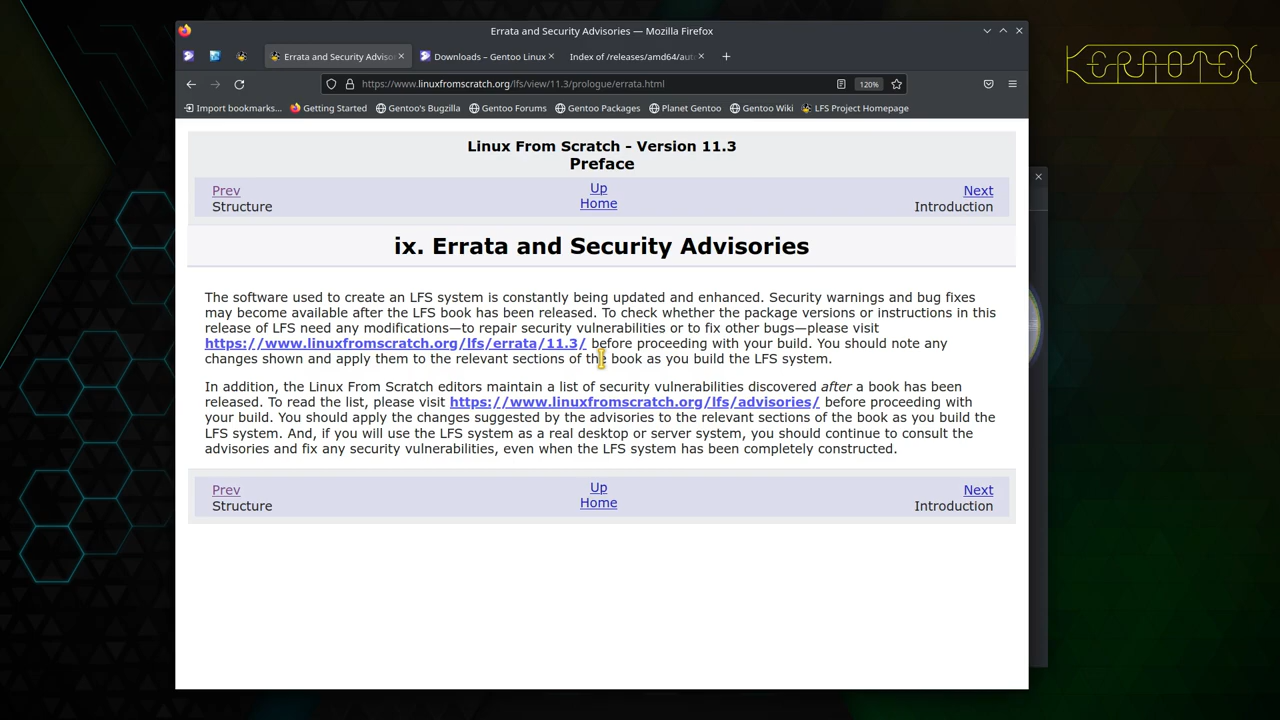 Errata and Security Advisories — Mozilla Firefox
Errata and Security Adviso
Downloads – Gentoo Linux
Index of /releases/amd64/aut
https://www.linuxfromscratch.org/lfs/view/11.3/prologue/errata.html
120%
Import bookmarks...
Getting Started
Gentoo's Bugzilla
Gentoo Forums
Gentoo Packages
Planet Gentoo
Gentoo Wiki
LFS Project Homepage
KERAOTEX
Linux From Scratch - Version 11.3
Preface
Prev
Up
Next
Structure
Home
Introduction
ix. Errata and Security Advisories
The software used to create an LFS system is constantly being updated and enhanced. Security warnings and bug fixes
may become available after the LFS book has been released. To check whether the package versions or instructions in this
release of LFS need any modifications—to repair security vulnerabilities or to fix other bugs—please visit
https://www.linuxfromscratch.org/lfs/errata/11.3/ before proceeding with your build. You should note any
changes shown and apply them to the relevant sections of the book as you build the LFS system.
In addition, the Linux From Scratch editors maintain a list of security vulnerabilities discovered after a book has been
released. To read the list, please visit https://www.linuxfromscratch.org/lfs/advisories/ before proceeding with
your build. You should apply the changes suggested by the advisories to the relevant sections of the book as you build the
LFS system. And, if you will use the LFS system as a real desktop or server system, you should continue to consult the
advisories and fix any security vulnerabilities, even when the LFS system has been completely constructed.
Prev
Up
Next
Structure
Home
Introduction